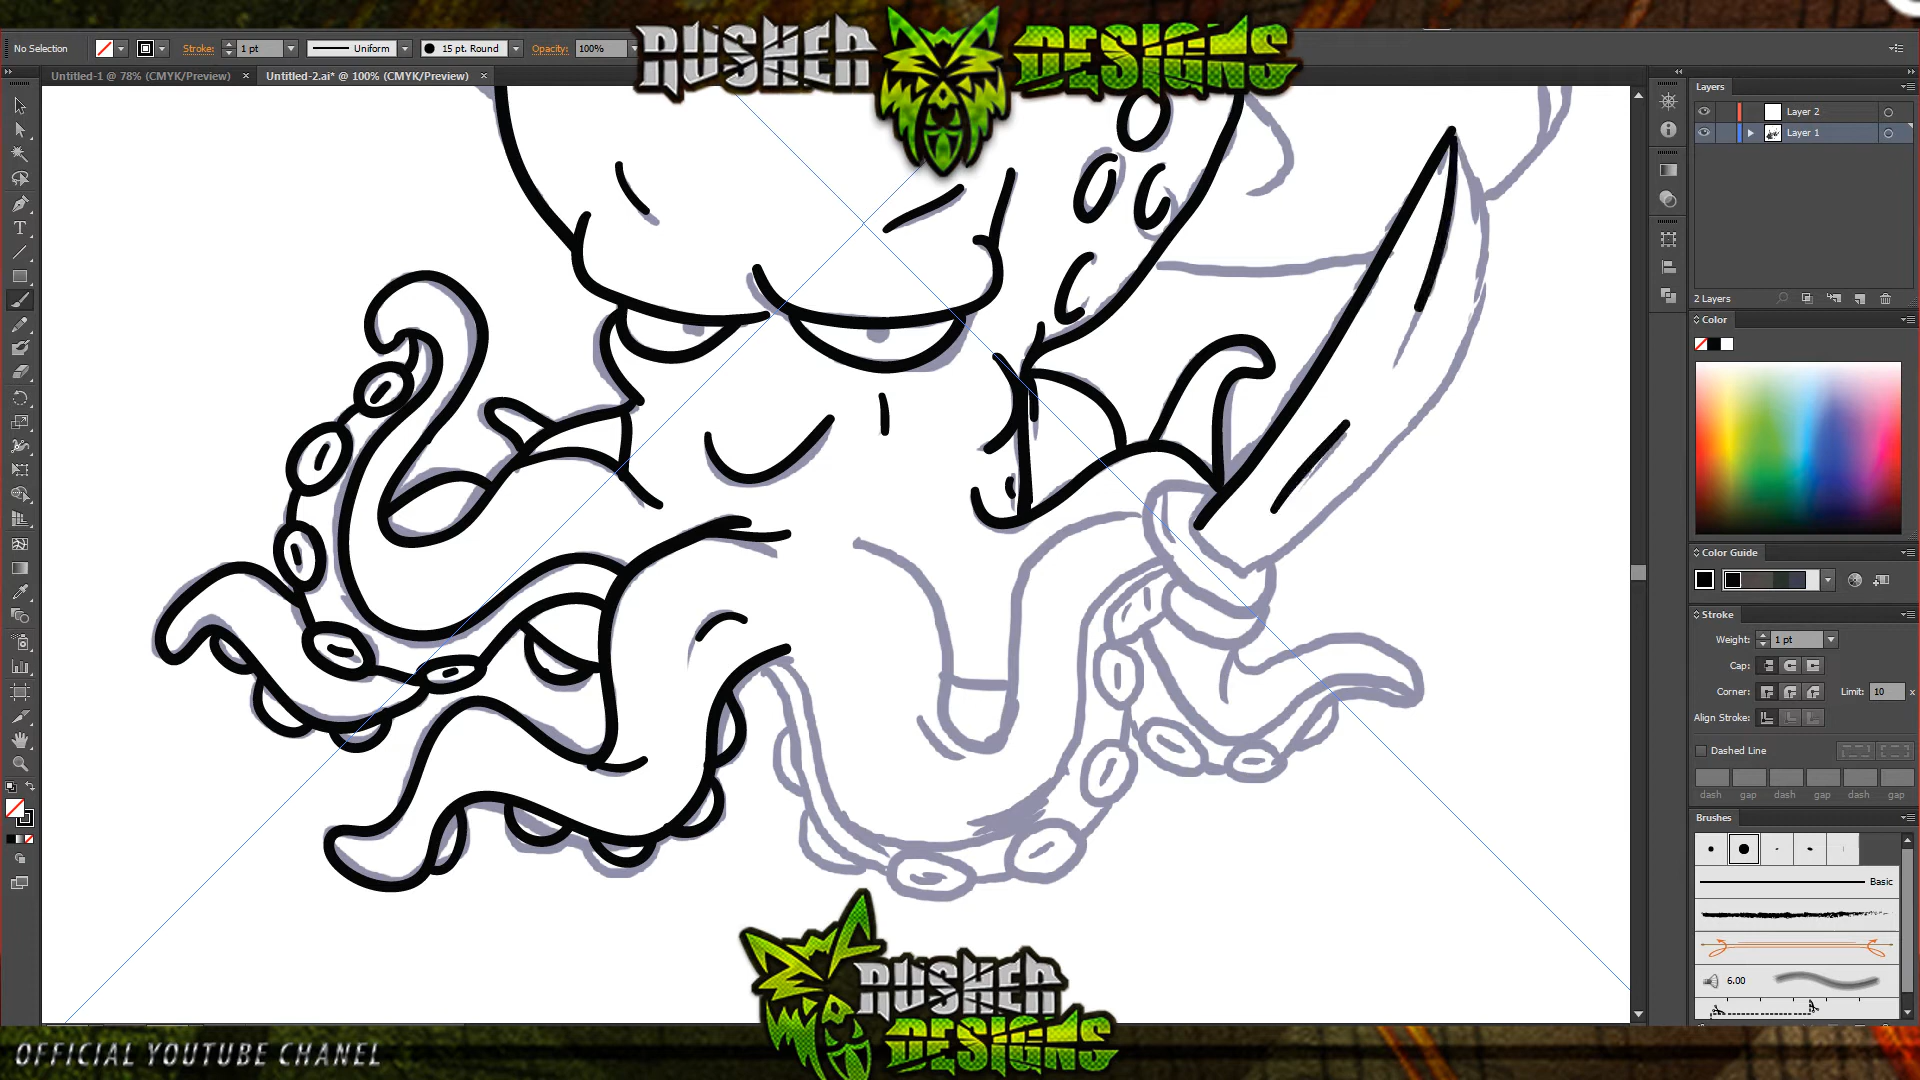 RUSHER DESIGNS
No Selection Stroke: 1 pt Uniform 15 pt. Round Opacity: 100%
Untitled-1 @ 78% (CMYK/Preview) × Untitled-2.ai* @ 100% (CMYK/Preview) ×
Layers
Layer 2
Layer 1
2 Layers
Color
Color Guide
Stroke
Weight: 1 pt
Cap:
Corner: Limit: 10 x
Align Stroke:
Dashed Line
dash gap dash gap dash gap
Brushes
Basic
6.00
RUSHER
DESIGNS
OFFICIAL YOUTUBE CHANEL